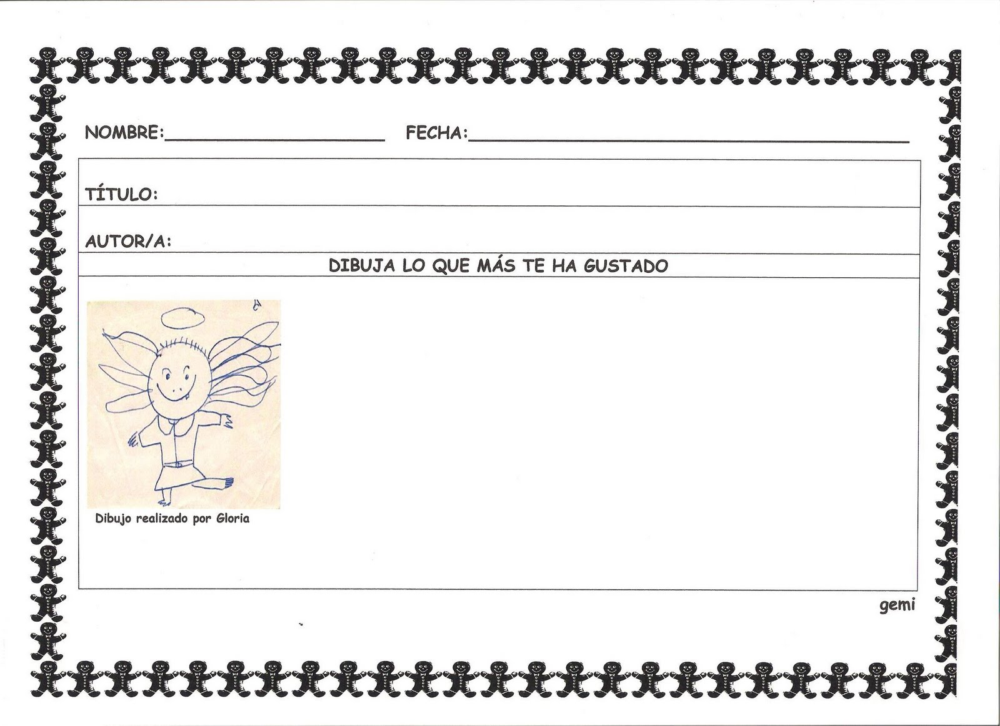 NOMBRE: FECHA:
TÍTULO:
AUTOR/A:
DIBUJA LO QUE MÁS TE HA GUSTADO
Dibujo realizado por Gloria
gemi